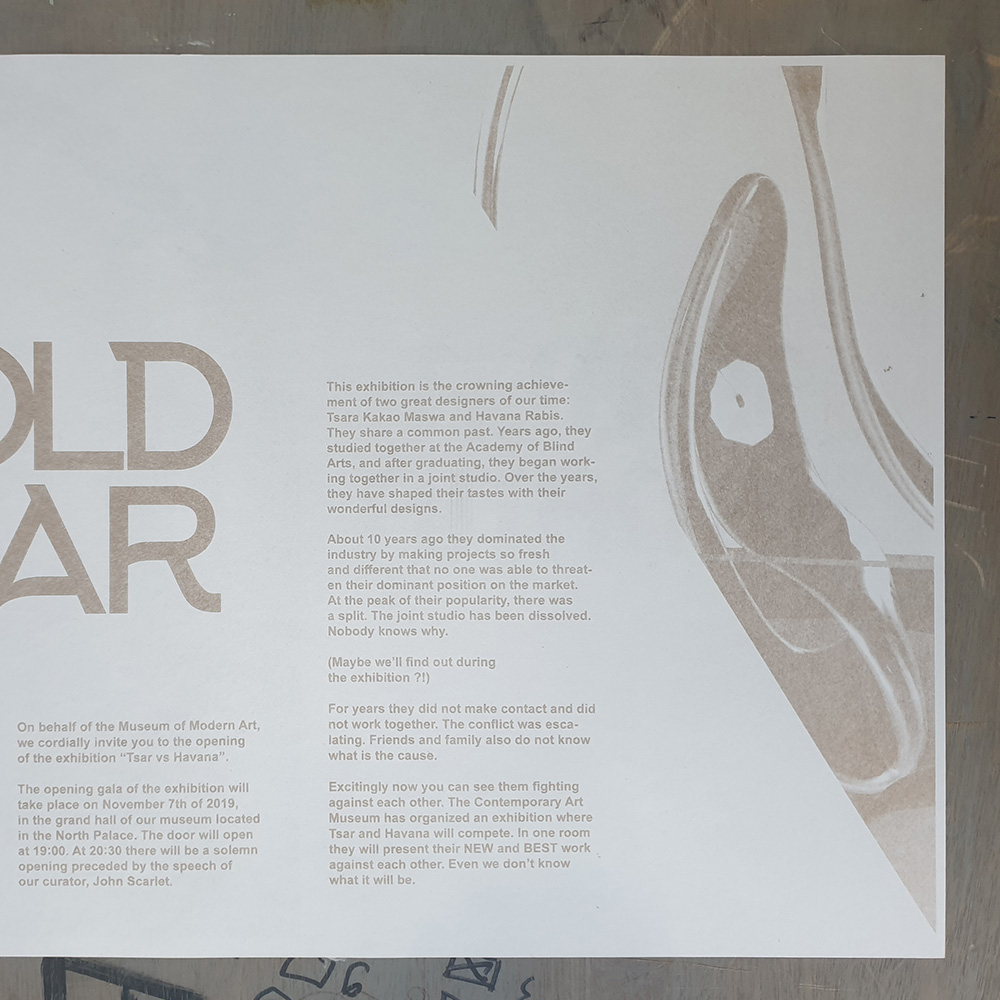 OLD
AR
On behalf of the Museum of Modern Art,
we cordially invite you to the opening
of the exhibition “Tsar vs Havana”.
The opening gala of the exhibition will
take place on November 7th of 2019,
in the grand hall of our museum located
in the North Palace. The door will open
at 19:00. At 20:30 there will be a solemn
opening preceded by the speech of
our curator, John Scarlet.
This exhibition is the crowning achieve-
ment of two great designers of our time:
Tsara Kakao Maswa and Havana Rabis.
They share a common past. Years ago, they
studied together at the Academy of Blind
Arts, and after graduating, they began work-
ing together in a joint studio. Over the years,
they have shaped their tastes with their
wonderful designs.
About 10 years ago they dominated the
industry by making projects so fresh
and different that no one was able to threat-
en their dominant position on the market.
At the peak of their popularity, there was
a split. The joint studio has been dissolved.
Nobody knows why.
(Maybe we’ll find out during
the exhibition ?!)
For years they did not make contact and did
not work together. The conflict was esca-
lating. Friends and family also do not know
what is the cause.
Excitingly now you can see them fighting
against each other. The Contemporary Art
Museum has organized an exhibition where
Tsar and Havana will compete. In one room
they will present their NEW and BEST work
against each other. Even we don’t know
what it will be.